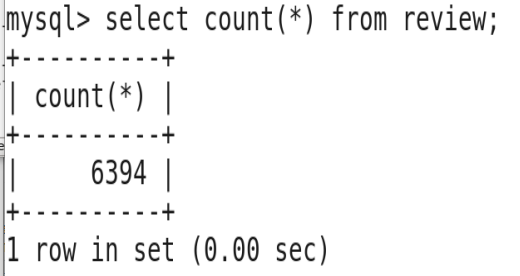 mysql> select count(*) from review;
+----------+
| count(*) |
+----------+
|     6394 |
+----------+
1 row in set (0.00 sec)